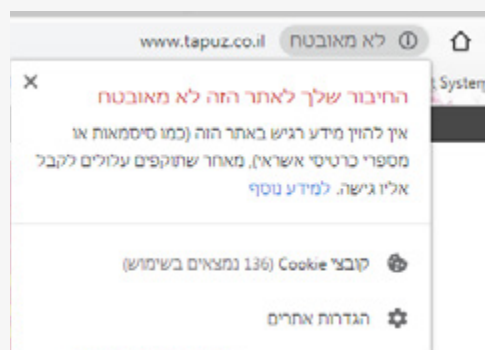 לא מאובטח www.tapuz.co.il
System
החיבור שלך לאתר הזה לא מאובטח
אין להזין מידע רגיש באתר הזה (כמו סיסמאות או
מספרי כרטיסי אשראי), מאחר שתוקפים עלולים לקבל
אליו גישה. למידע נוסף
קובצי Cookie (136 נמצאים בשימוש)
הגדרות אתרים